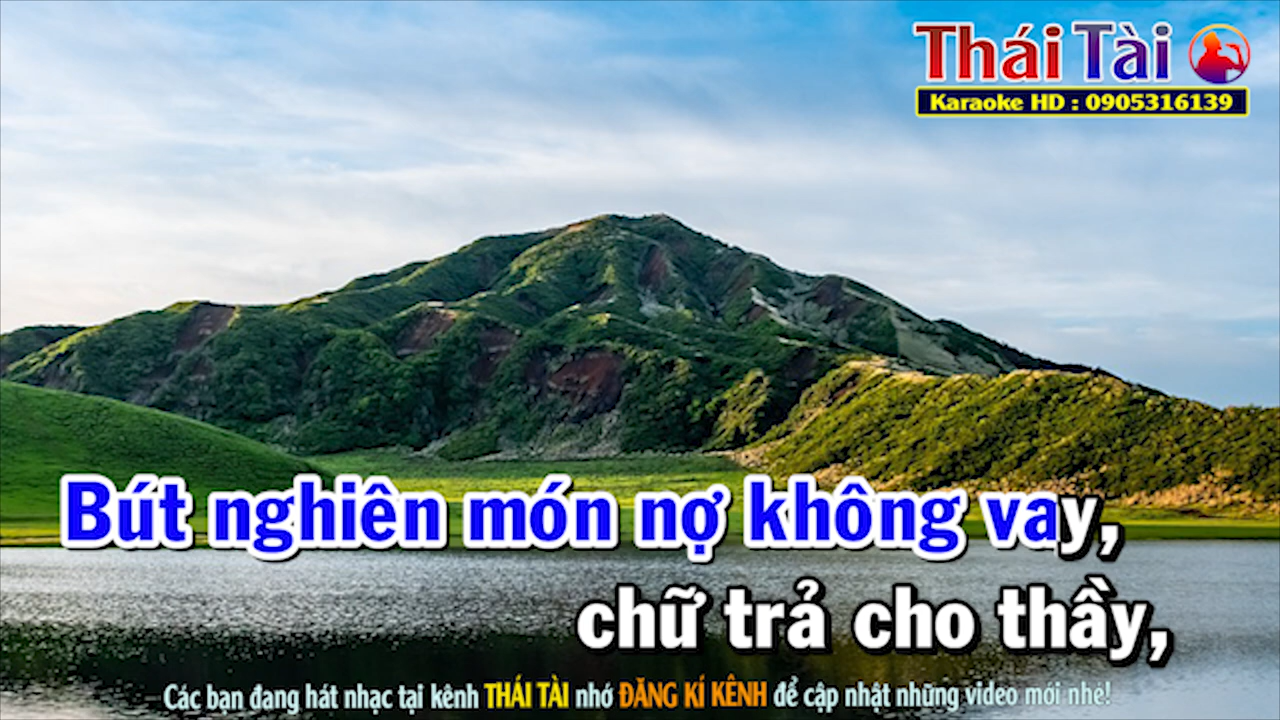 Thái Tài
Karaoke HD : 0905316139
Bút nghiên món nợ không vay,
chữ trả cho thầy,
Các bạn đang hát nhạc tại kênh THÁI TÀI nhớ ĐĂNG KÍ KÊNH để cập nhật những video mới nhé!